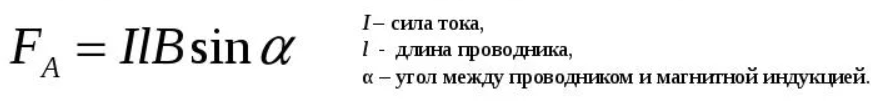 F_A = IlB sin α
I – сила тока,
l - длина проводника,
α – угол между проводником и магнитной индукцией.